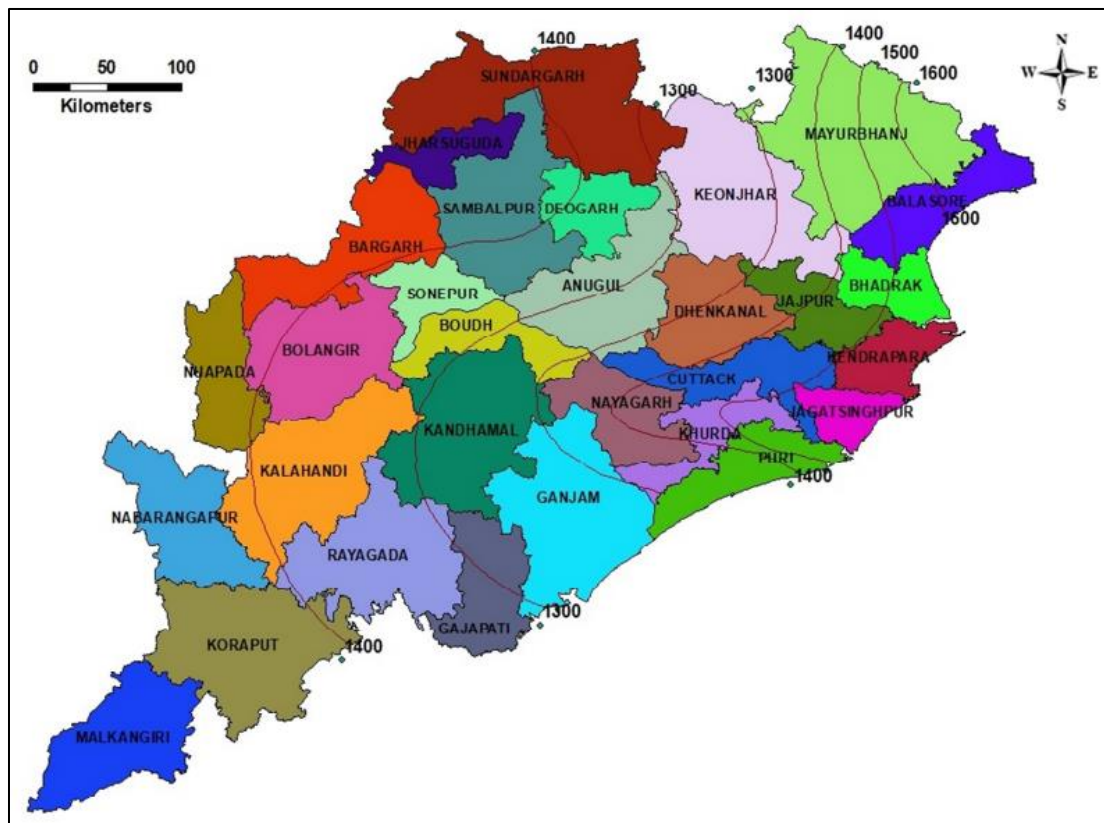 0 50 100
Kilometers
1400
1300
1300
1400
1500
1600
N
W E
S
SUNDARGARH
MAYURBHANJ
JHARSUGUDA
KEONJHAR
SAMBALPUR
DEOGARH
BALASORE
1600
BARGARH
SONEPUR
ANUGUL
BHADRAK
JAJPUR
DHENKANAL
BOUDH
BOLANGIR
KENDRAPARA
NUAPADA
CUTTACK
NAYAGARH
JAGATSINGHPUR
KANDHAMAL
KHURDA
PURI
KALAHANDI
1400
GANJAM
NABARANGAPUR
RAYAGADA
1300
GAJAPATI
KORAPUT
1400
MALKANGIRI